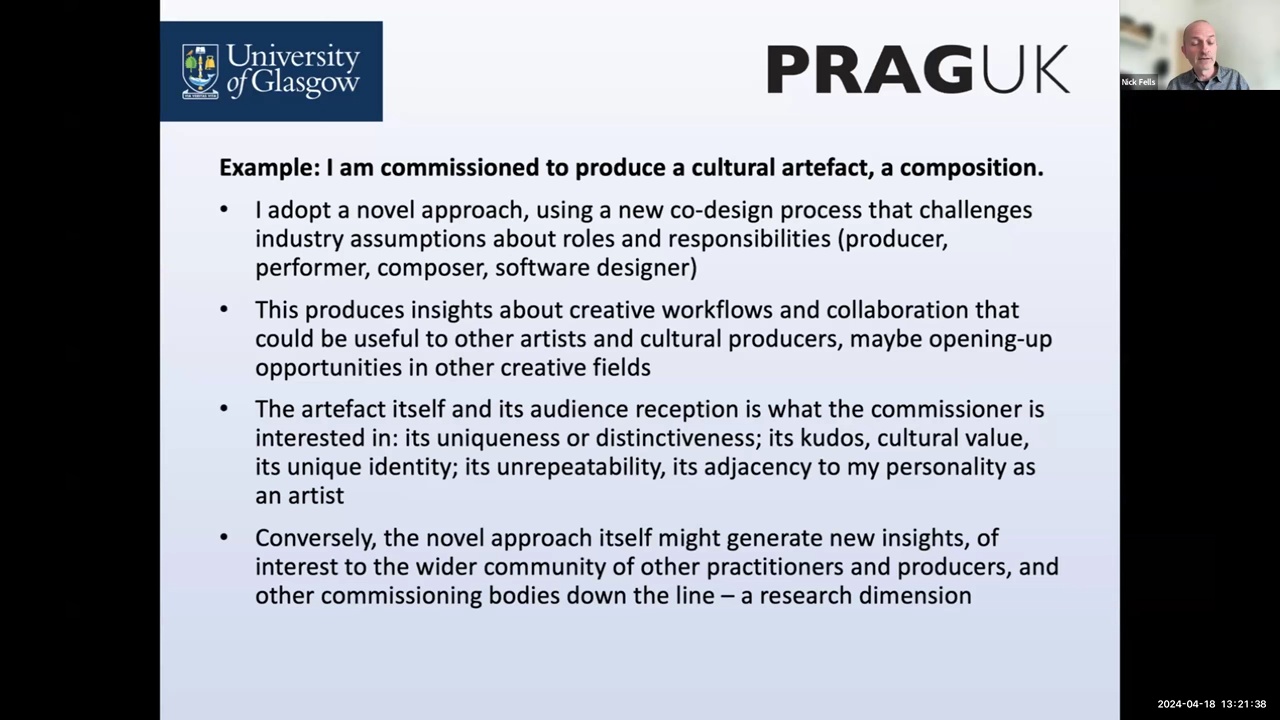 University
of Glasgow
PRAGUK
Nick Fells
Example: I am commissioned to produce a cultural artefact, a composition.
• I adopt a novel approach, using a new co-design process that challenges
industry assumptions about roles and responsibilities (producer,
performer, composer, software designer)
• This produces insights about creative workflows and collaboration that
could be useful to other artists and cultural producers, maybe opening-up
opportunities in other creative fields
• The artefact itself and its audience reception is what the commissioner is
interested in: its uniqueness or distinctiveness; its kudos, cultural value,
its unique identity; its unrepeatability, its adjacency to my personality as
an artist
• Conversely, the novel approach itself might generate new insights, of
interest to the wider community of other practitioners and producers, and
other commissioning bodies down the line – a research dimension
2024-04-18 13:21:38